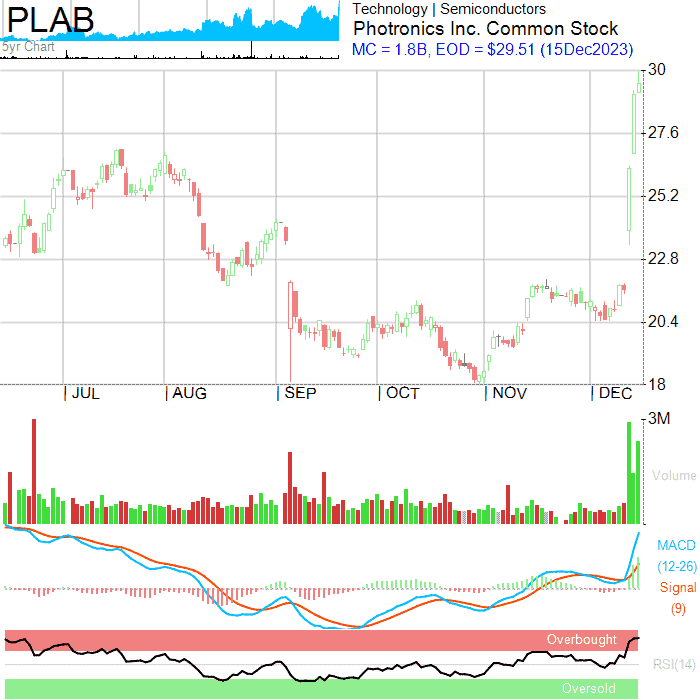 PLAB
5yr Chart
Technology | Semiconductors
Photronics Inc. Common Stock
MC = 1.8B, EOD = $29.51 (15Dec2023)
30
27.6
25.2
22.8
20.4
18
JUL AUG SEP OCT NOV DEC
3M
Volume
MACD
(12-26)
Signal
(9)
Overbought
RSI(14)
Oversold